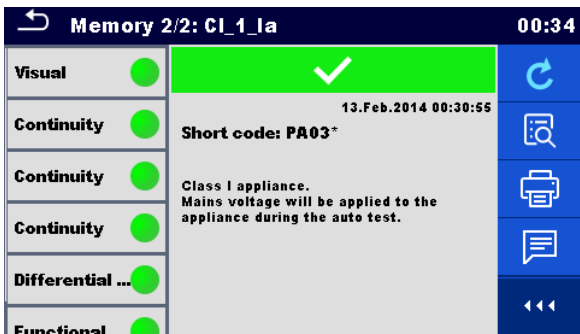 Memory 2/2: Cl_1_Ia
00:34
Visual
Continuity
Continuity
Continuity
Differential ...
Functional
13.Feb.2014 00:30:55
Short code: PA03*
Class I appliance.
Mains voltage will be applied to the
appliance during the auto test.